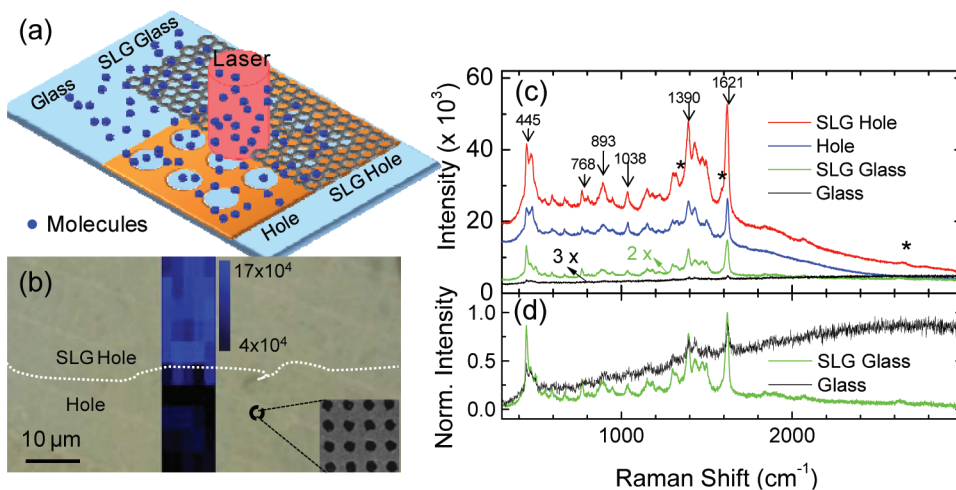 (a)
Glass
SLG Glass
Laser
Hole
SLG Hole
Molecules
(b)
17x10⁴
4x10⁴
SLG Hole
Hole
10 μm
(c)
60
40
20
0
Intensity (x 10³)
445
768
893
1038
1390
1621
*
*
*
SLG Hole
Hole
SLG Glass
Glass
3 x
2 x
(d)
1.0
0.5
0.0
Norm. Intensity
SLG Glass
Glass
1000
2000
Raman Shift (cm⁻¹)